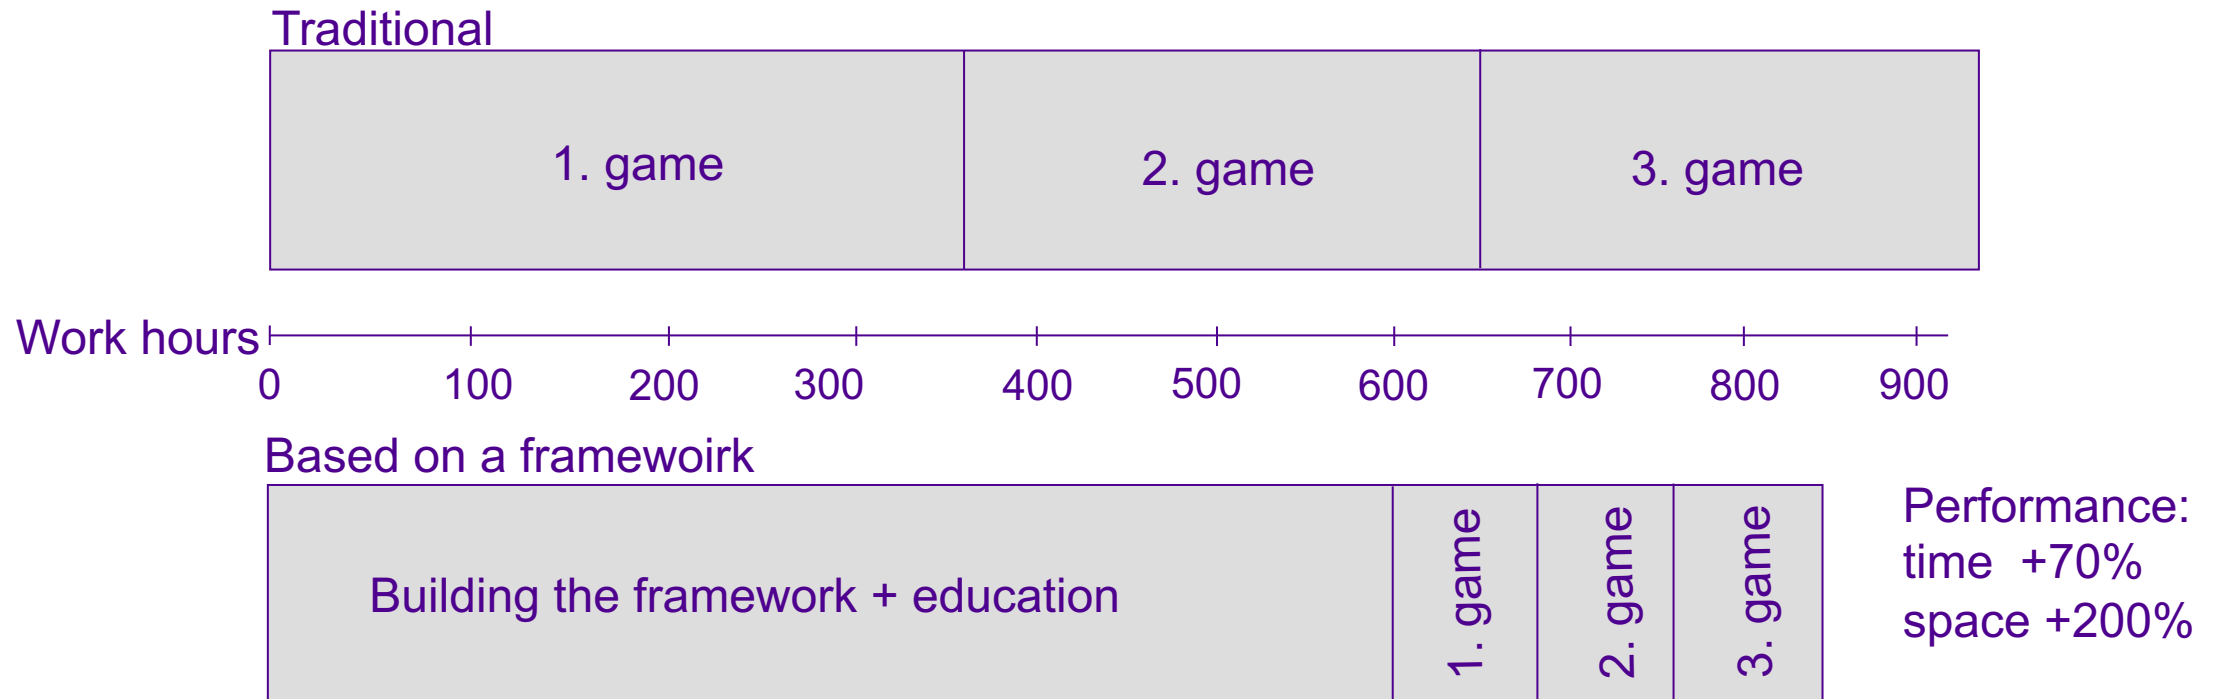 Traditional
1. game
2. game
3. game
Work hours
0 100 200 300 400 500 600 700 800 900
Based on a framewoirk
Building the framework + education
1. game
2. game
3. game
Performance:
time +70%
space +200%